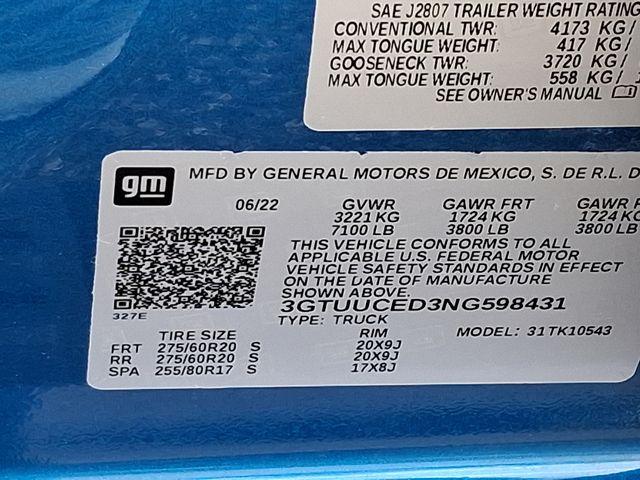 SAE J2807 TRAILER WEIGHT RATING
CONVENTIONAL TWR: 4173 KG/
MAX TONGUE WEIGHT: 417 KG/
GOOSENECK TWR: 3720 KG/
MAX TONGUE WEIGHT: 558 KG/
SEE OWNER'S MANUAL
gm
MFD BY GENERAL MOTORS DE MEXICO, S. DE R.L. D
06/22 GVWR GAWR FRT GAWR
3221 KG 1724 KG 1724 KG
7100 LB 3800 LB 3800 LB
THIS VEHICLE CONFORMS TO ALL
APPLICABLE U.S. FEDERAL MOTOR
VEHICLE SAFETY STANDARDS IN EFFECT
ON THE DATE OF MANUFACTURE
SHOWN ABOVE.
327E 3GTUUCED3NG598431
TYPE: TRUCK
TIRE SIZE RIM MODEL: 31TK10543
FRT 275/60R20 S 20X9J
RR 275/60R20 S 20X9J
SPA 255/80R17 S 17X8J